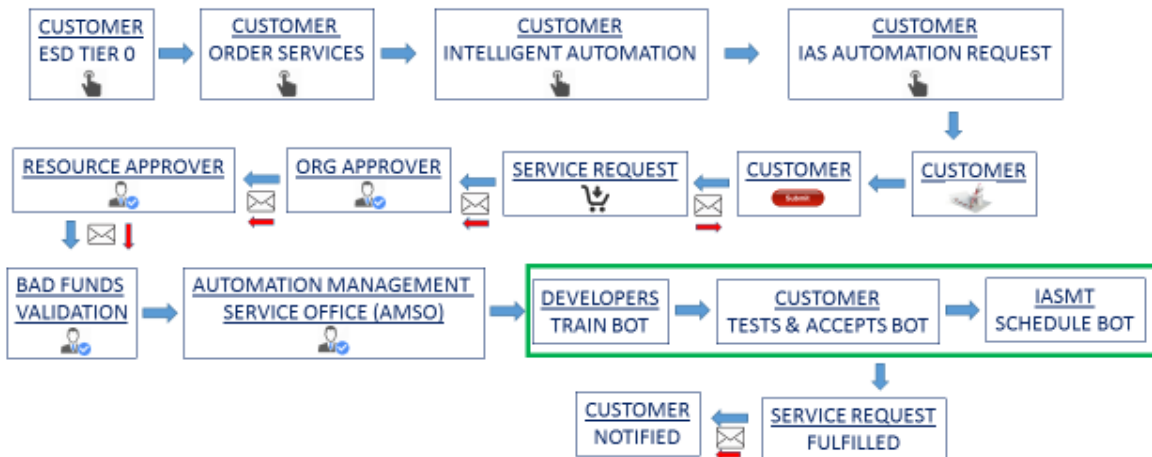 CUSTOMER
ESD TIER 0
CUSTOMER
ORDER SERVICES
CUSTOMER
INTELLIGENT AUTOMATION
CUSTOMER
IAS AUTOMATION REQUEST
RESOURCE APPROVER
ORG APPROVER
SERVICE REQUEST
CUSTOMER
Submit
CUSTOMER
BAD FUNDS
VALIDATION
AUTOMATION MANAGEMENT
SERVICE OFFICE (AMSO)
DEVELOPERS
TRAIN BOT
CUSTOMER
TESTS & ACCEPTS BOT
IASMT
SCHEDULE BOT
CUSTOMER
NOTIFIED
SERVICE REQUEST
FULFILLED